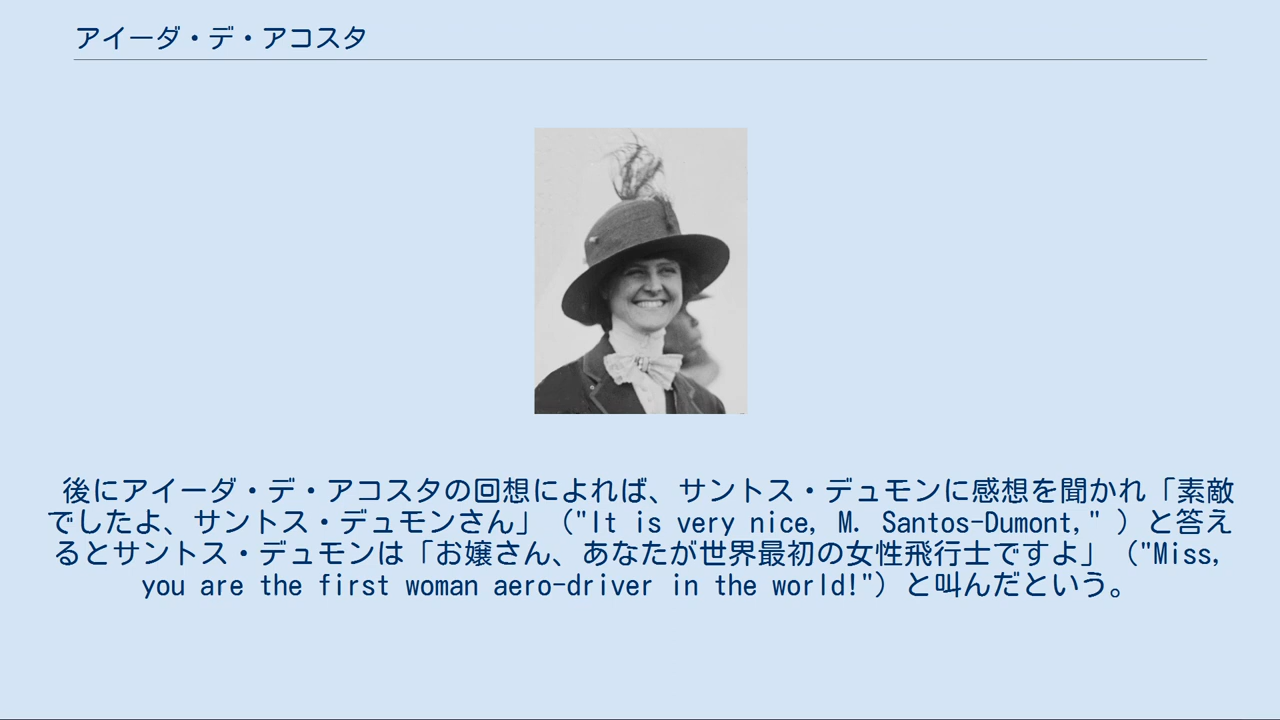 アイーダ・デ・アコスタ
後にアイーダ・デ・アコスタの回想によれば、サントス・デュモンに感想を聞かれ「素敵
でしたよ、サントス・デュモンさん」（"It is very nice, M. Santos-Dumont," ）と答え
るとサントス・デュモンは「お嬢さん、あなたが世界最初の女性飛行士ですよ」（"Miss,
you are the first woman aero-driver in the world!"）と叫んだという。